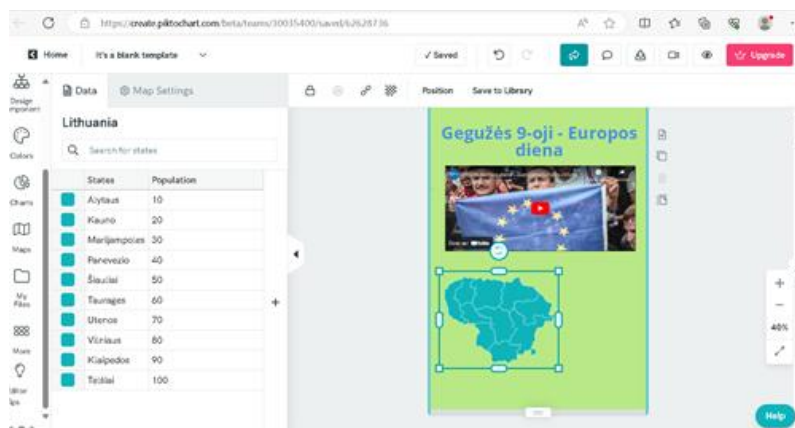 https://create.piktochart.com/beta/teams/30035400/saved/62628736
Home It's a blank template ✓ Saved Upgrade
Data Map Settings Position Save to Library
Lithuania
Search for states
States Population
Alytaus 10
Kauno 20
Marijampoles 30
Panevezio 40
Šiauliai 50
Taurages 60
Utenos 70
Vilniaus 80
Klaipedos 90
Telšiai 100
Colors
Charts
Maps
My
Files
More
Gegužės 9-oji - Europos
diena
40%
Help